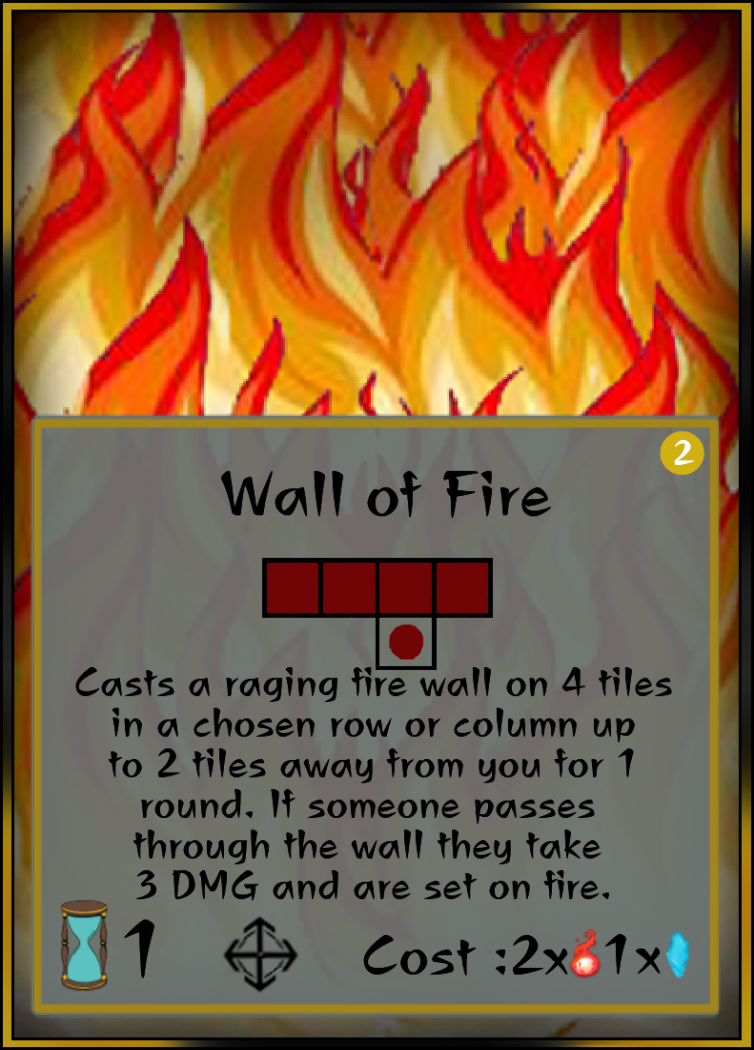 2
Wall of Fire
Casts a raging fire wall on 4 tiles
in a chosen row or column up
to 2 tiles away from you for 1
round. If someone passes
through the wall they take
3 DMG and are set on fire.
1
Cost :2x 1x